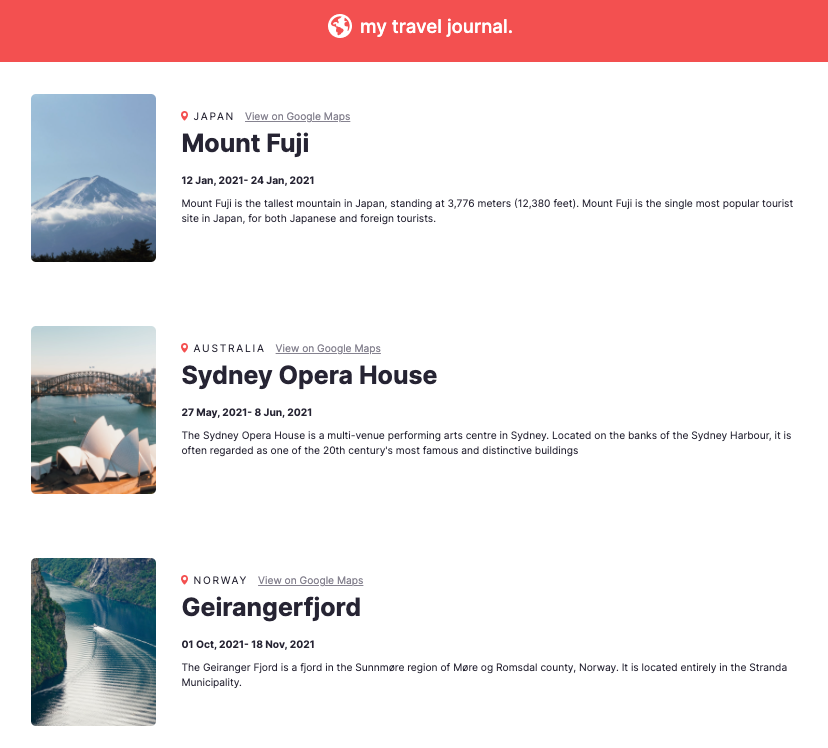 my travel journal.
JAPAN View on Google Maps
Mount Fuji
12 Jan, 2021- 24 Jan, 2021
Mount Fuji is the tallest mountain in Japan, standing at 3,776 meters (12,380 feet). Mount Fuji is the single most popular tourist
site in Japan, for both Japanese and foreign tourists.
AUSTRALIA View on Google Maps
Sydney Opera House
27 May, 2021- 8 Jun, 2021
The Sydney Opera House is a multi-venue performing arts centre in Sydney. Located on the banks of the Sydney Harbour, it is
often regarded as one of the 20th century's most famous and distinctive buildings
NORWAY View on Google Maps
Geirangerfjord
01 Oct, 2021- 18 Nov, 2021
The Geiranger Fjord is a fjord in the Sunnmøre region of Møre og Romsdal county, Norway. It is located entirely in the Stranda
Municipality.